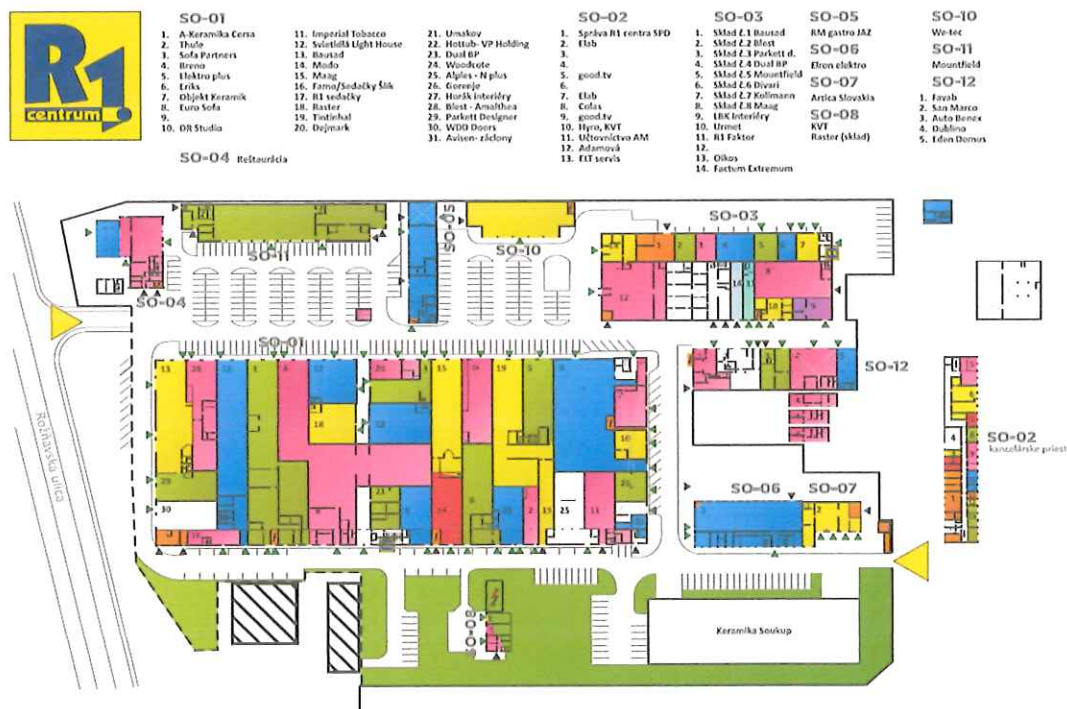 R1
centrum
SO-01
1. A-Keramika Cersa
2. Thule
3. Sofa Partners
4. Breno
5. Elektro plus
6. Eriks
7. Objekt Keramik
8. Euro Sofa
9.
10. DR Studio
11. Imperial Tobacco
12. Svietidlá Light House
13. Bausad
14. Modo
15. Maag
16. Famo/Sedačky Šlik
17. R1 sedačky
18. Raster
19. Tintinhal
20. Dejmark
21. Umakov
22. Hottub- VP Holding
23. Dual BP
24. Woodcote
25. Alples - N plus
26. Gorenje
27. Horák interiéry
28. Blest - Amalthea
29. Parkett Designer
30. WDD Doors
31. Avisen- záclony
SO-02
1. Správa R1 centra SPD
2. Elab
3.
4.
5. good.tv
6.
7. Elab
8. Colas
9. good.tv
10. Hyro, KVT
11. Učtovníctvo AM
12. Adamová
13. ELT servis
SO-03
1. Sklad č.1 Bausad
2. Sklad č.2 Blest
3. Sklad č.3 Parkett d.
4. Sklad č.4 Dual BP
5. Sklad č.5 Mountfield
6. Sklad č.6 Divari
7. Sklad č.7 Kollmann
8. Sklad č.8 Maag
9. LBK Interiéry
10. Urmet
11. R1 Faktor
12.
13. Oikos
14. Factum Extremum
SO-05
RM gastro JAZ
SO-06
Elron elektro
SO-07
Artica Slovakia
SO-08
KVT
Raster (sklad)
SO-10
We-tec
SO-11
Mountfield
SO-12
1. Favab
2. San Marco
3. Auto Benex
4. Dublino
5. Eden Domus
SO-04 Reštaurácia
SO-03
SO-05
SO-10
SO-11
SO-04
SO-01
SO-12
SO-02
kancelárske priest
SO-06
SO-07
SO-08
Rožňavská ulica
Keramika Soukup